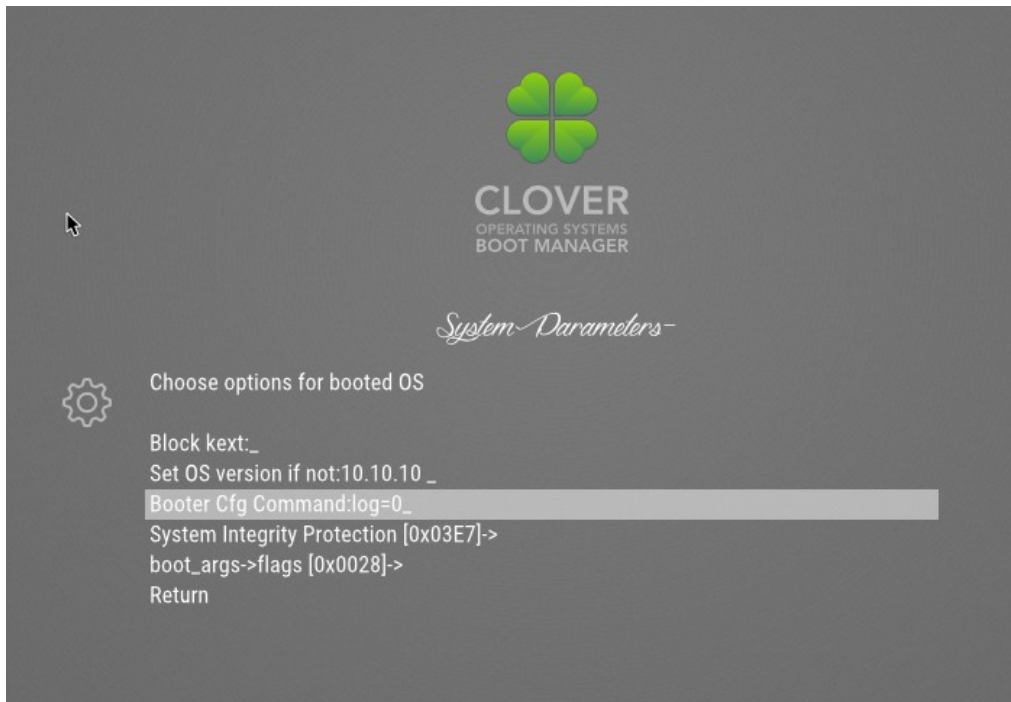 CLOVER
OPERATING SYSTEMS
BOOT MANAGER
System Parameters
Choose options for booted OS
Block kext:_
Set OS version if not:10.10.10 _
Booter Cfg Command:log=0_
System Integrity Protection [0x03E7]->
boot_args->flags [0x0028]->
Return